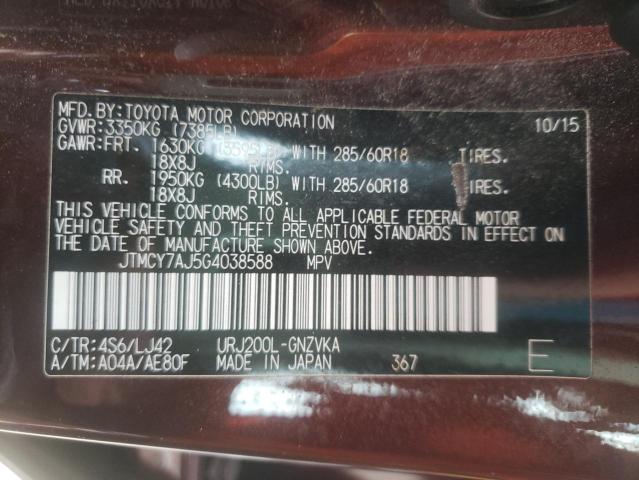 MFD.BY:TOYOTA MOTOR CORPORATION 10/15
GVWR:3350KG (7385LB)
GAWR:FRT. 1630KG (3595LB) WITH 285/60R18 TIRES.
18X8J RIMS.
RR. 1950KG (4300LB) WITH 285/60R18 TIRES.
18X8J RIMS.
THIS VEHICLE CONFORMS TO ALL APPLICABLE FEDERAL MOTOR
VEHICLE SAFETY AND THEFT PREVENTION STANDARDS IN EFFECT ON
THE DATE OF MANUFACTURE SHOWN ABOVE.
JTMCY7AJ5G4038588 MPV
C/TR:4S6/LJ42 URJ200L-GNZVKA
A/TM:A04A/AE80F MADE IN JAPAN 367 E